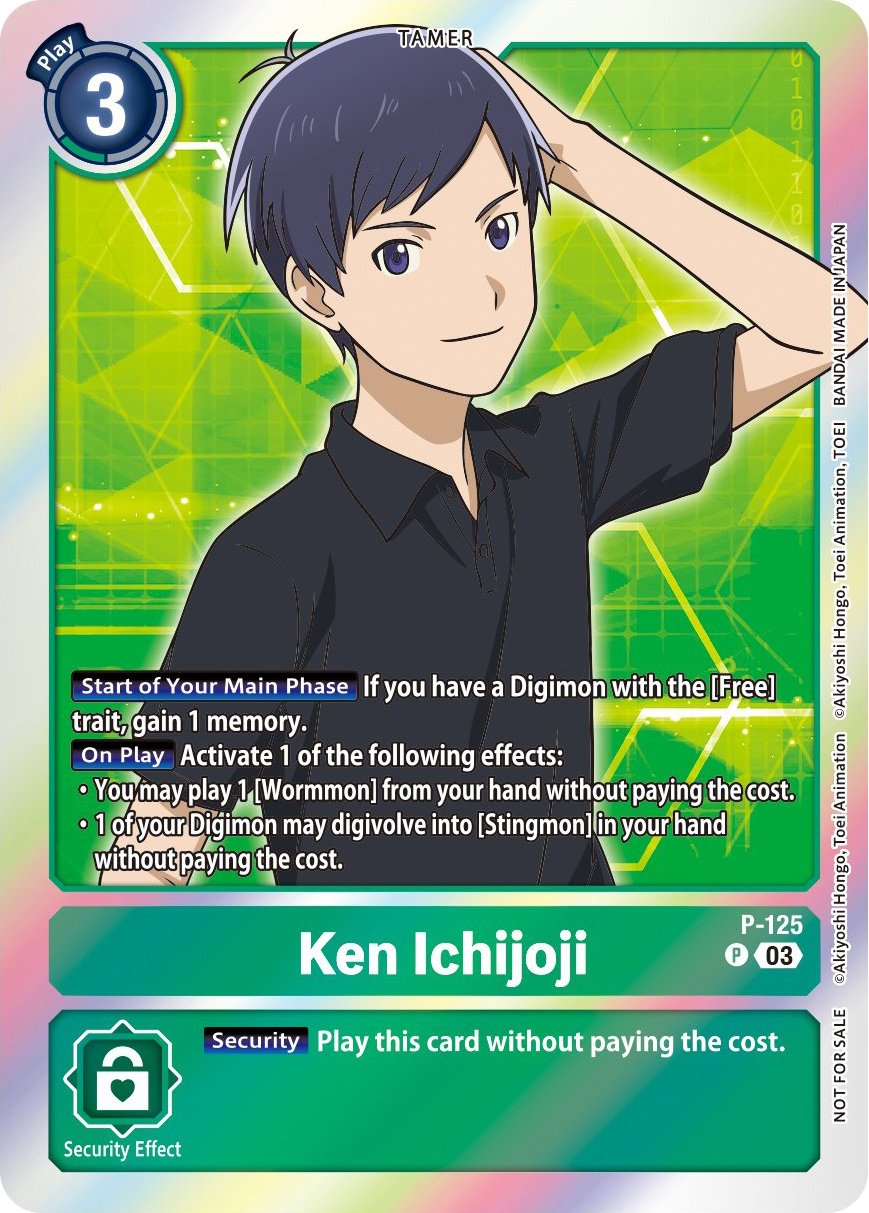 TAMER
Play
3
Start of Your Main Phase If you have a Digimon with the [Free]
trait, gain 1 memory.
On Play Activate 1 of the following effects:
・You may play 1 [Wormmon] from your hand without paying the cost.
・1 of your Digimon may digivolve into [Stingmon] in your hand
without paying the cost.
Ken Ichijoji
P-125
P 03
Security Play this card without paying the cost.
Security Effect
©Akiyoshi Hongo, Toei Animation, TOEI BANDAI MADE IN JAPAN
©Akiyoshi Hongo, Toei Animation
NOT FOR SALE